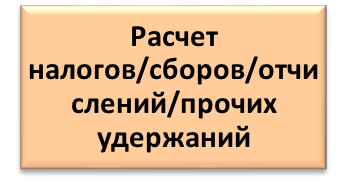 Расчет
налогов/сборов/отчи
слений/прочих
удержаний